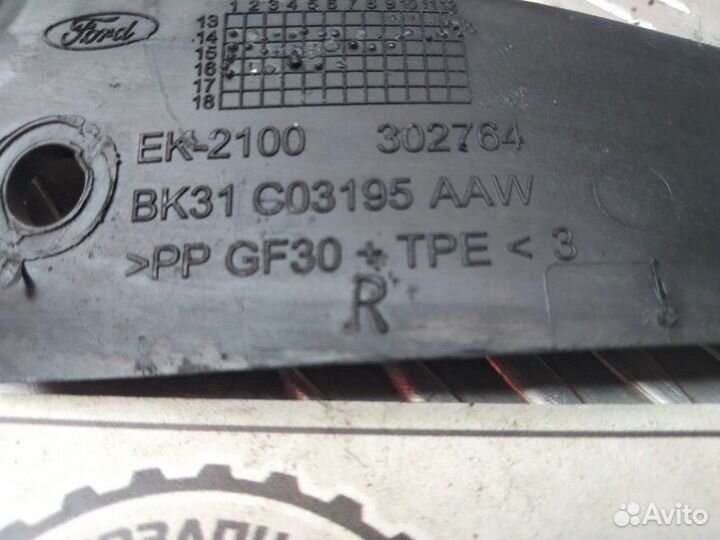 Ford
1 2 3 4 5 6 7 8 9 10 11 12
13
14
15
16
17
18
EK-2100 302764
BK31 C03195 AAW
>PP GF30 + TPE < 3
R
Avito